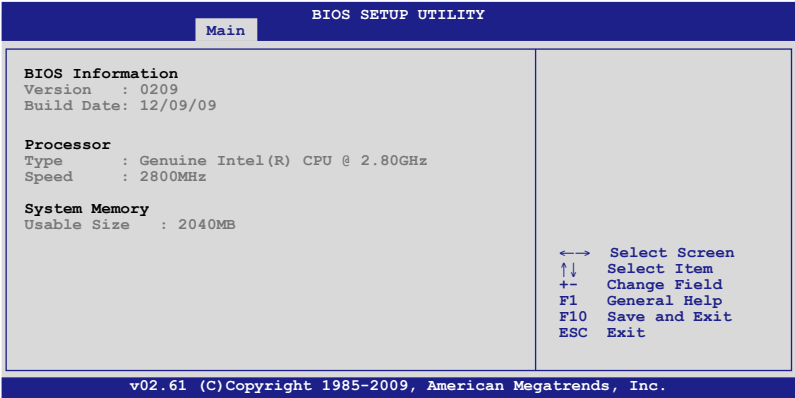 BIOS SETUP UTILITY
Main
BIOS Information
Version : 0209
Build Date: 12/09/09
Processor
Type : Genuine Intel(R) CPU @ 2.80GHz
Speed : 2800MHz
System Memory
Usable Size : 2040MB
←→ Select Screen
↑↓ Select Item
+- Change Field
F1 General Help
F10 Save and Exit
ESC Exit
v02.61 (C)Copyright 1985-2009, American Megatrends, Inc.